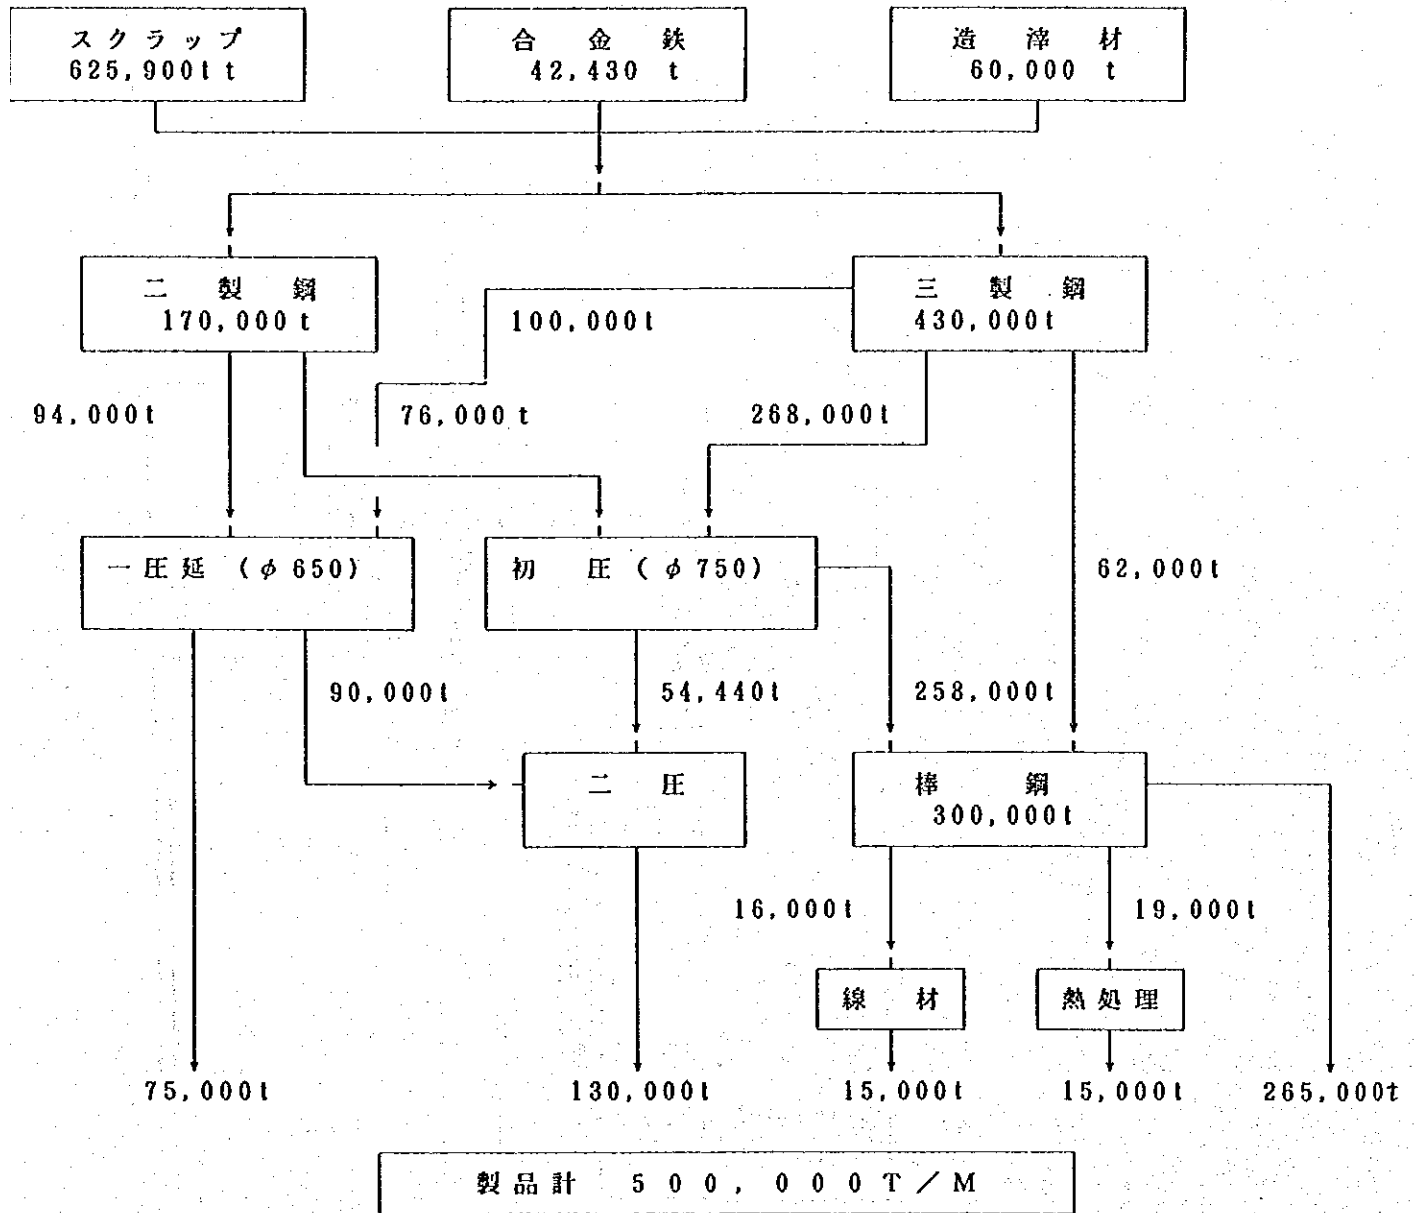 スクラップ
625,900t t
合金鉄
42,430 t
造滓材
60,000 t
二製鋼
170,000 t
三製鋼
430,000t
100,000t
94,000t
76,000 t
268,000t
一圧延 (φ650)
初圧 (φ750)
62,000t
90,000t
54,440t
258,000t
二圧
棒鋼
300,000t
16,000t
19,000t
線材
熱処理
75,000t
130,000t
15,000t
15,000t
265,000t
製品計 500,000T/M